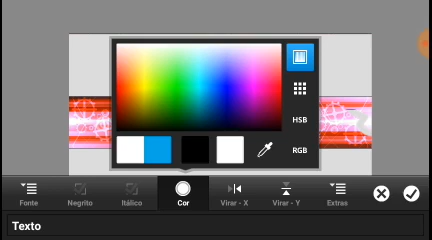 HSB
RGB
Fonte Negrito Itálico Cor Virar - X Virar - Y Extras
Texto